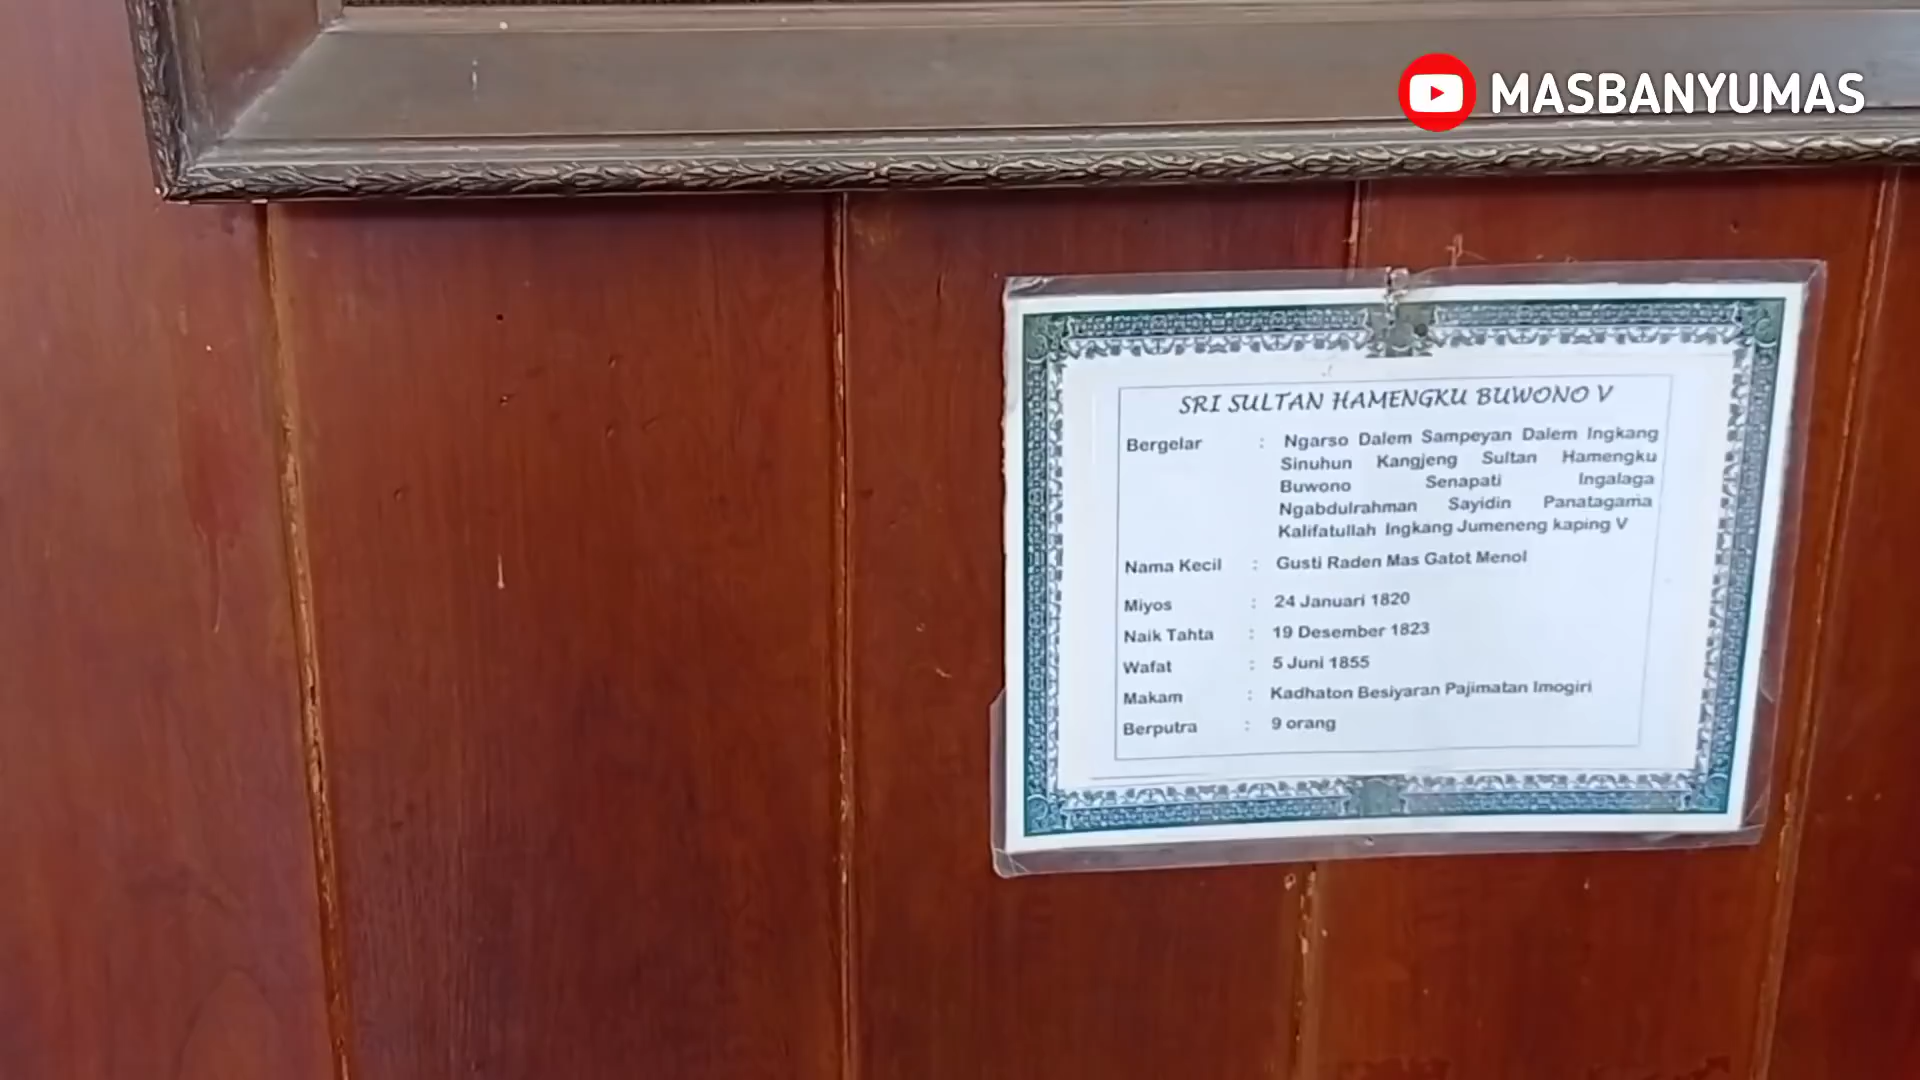 MASBANYUMAS
SRI SULTAN HAMENGKU BUWONO V
Bergelar : Ngarso Dalem Sampeyan Dalem Ingkang
Sinuhun Kangjeng Sultan Hamengku
Buwono Senapati Ingalaga
Ngabdulrahman Sayidin Panatagama
Kalifatullah Ingkang Jumeneng kaping V
Nama Kecil : Gusti Raden Mas Gatot Menol
Miyos : 24 Januari 1820
Naik Tahta : 19 Desember 1823
Wafat : 5 Juni 1855
Makam : Kadhaton Besiyaran Pajimatan Imogiri
Berputra : 9 orang